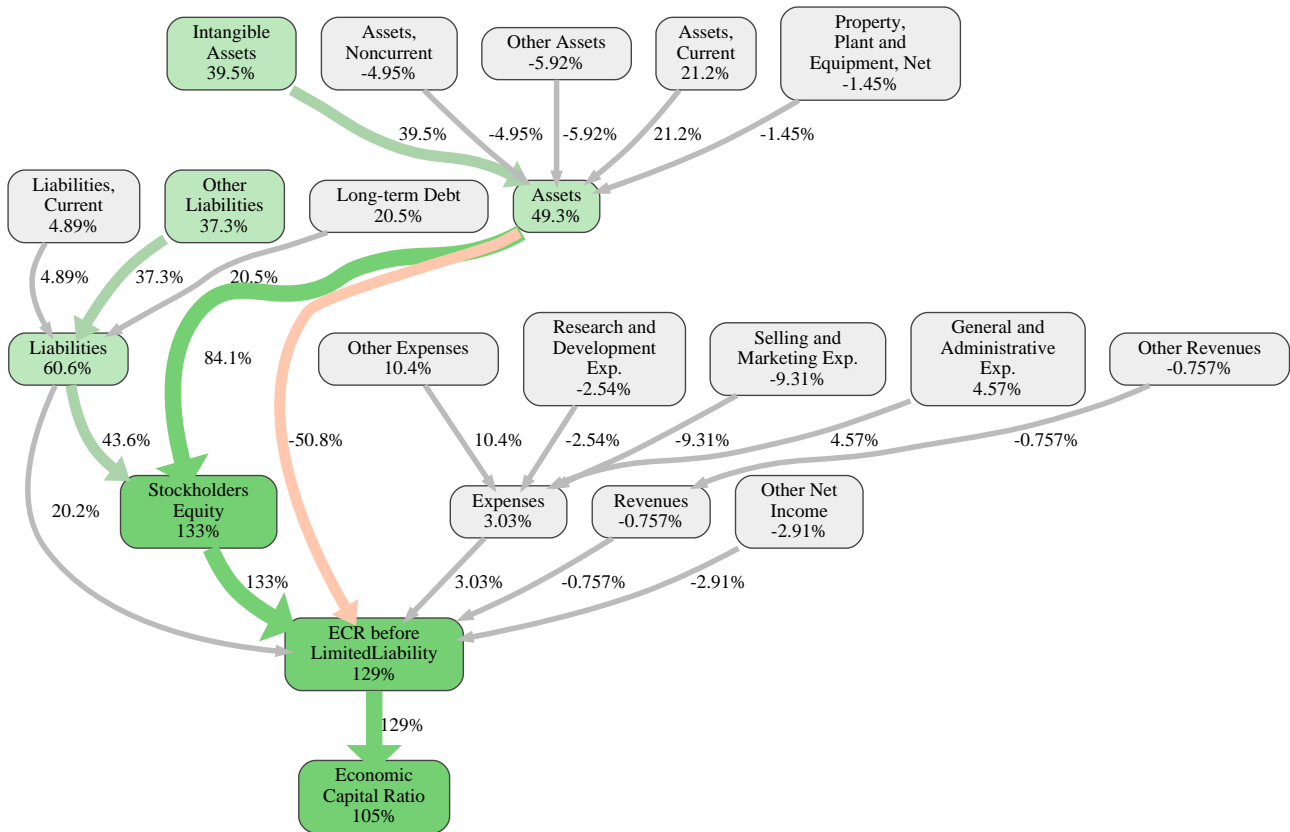 Intangible
Assets
39.5%
Assets,
Noncurrent
-4.95%
Other Assets
-5.92%
Assets,
Current
21.2%
Property,
Plant and
Equipment, Net
-1.45%
39.5%
-4.95%
-5.92%
21.2%
-1.45%
Liabilities,
Current
4.89%
Other
Liabilities
37.3%
Long-term Debt
20.5%
Assets
49.3%
4.89%
37.3%
20.5%
Liabilities
60.6%
84.1%
Other Expenses
10.4%
Research and
Development
Exp.
-2.54%
Selling and
Marketing Exp.
-9.31%
General and
Administrative
Exp.
4.57%
Other Revenues
-0.757%
43.6%
-50.8%
10.4%
-2.54%
-9.31%
4.57%
-0.757%
20.2%
Stockholders
Equity
133%
Expenses
3.03%
Revenues
-0.757%
Other Net
Income
-2.91%
133%
3.03%
-0.757%
-2.91%
ECR before
LimitedLiability
129%
129%
Economic
Capital Ratio
105%